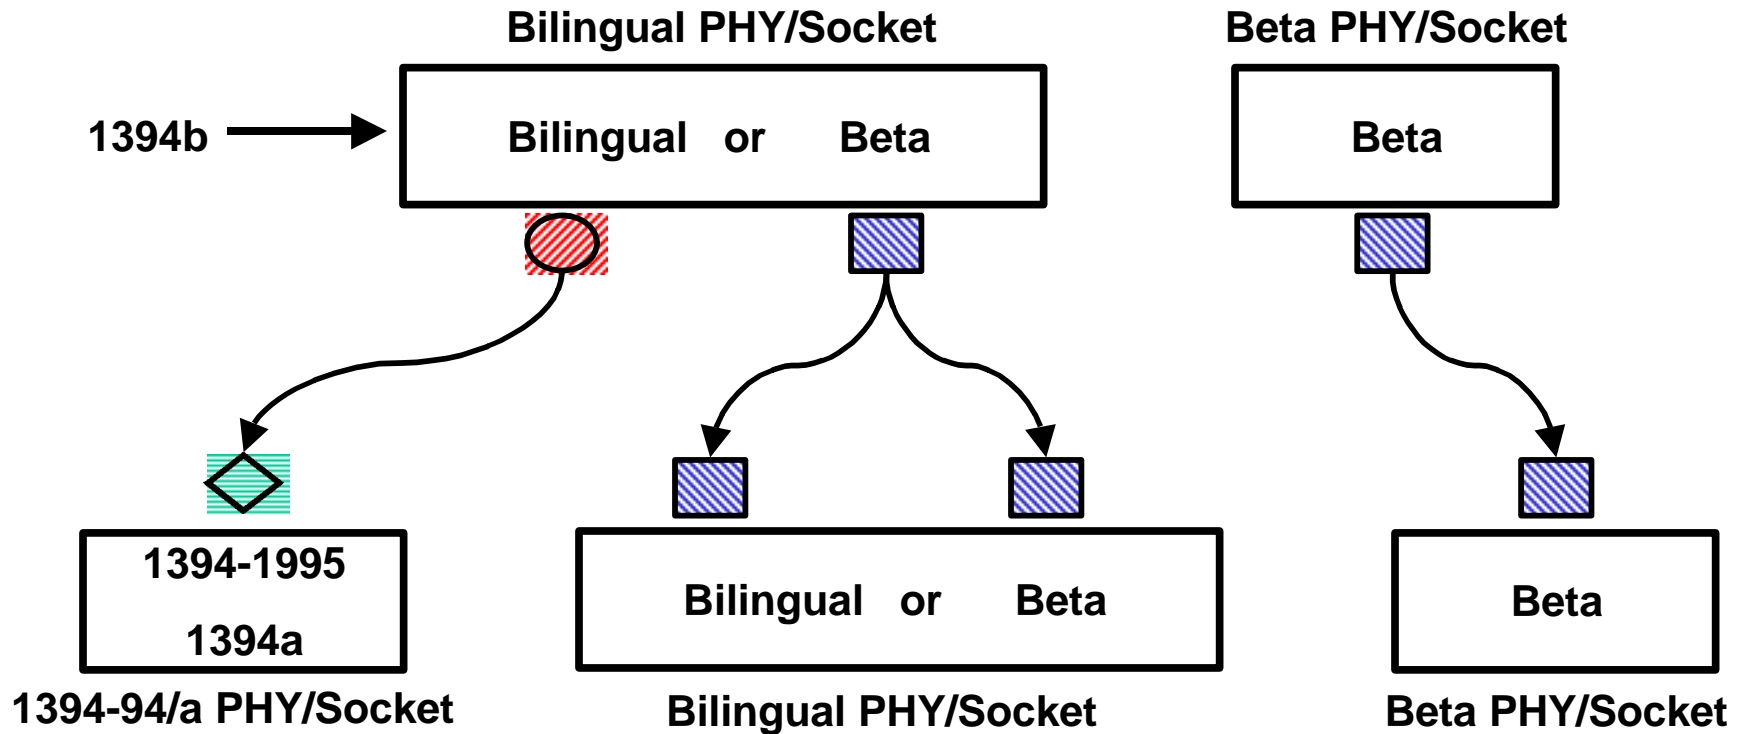 Bilingual PHY/Socket
Beta PHY/Socket
1394b
Bilingual or Beta
Beta
1394-1995
1394a
Bilingual or Beta
Beta
1394-94/a PHY/Socket
Bilingual PHY/Socket
Beta PHY/Socket